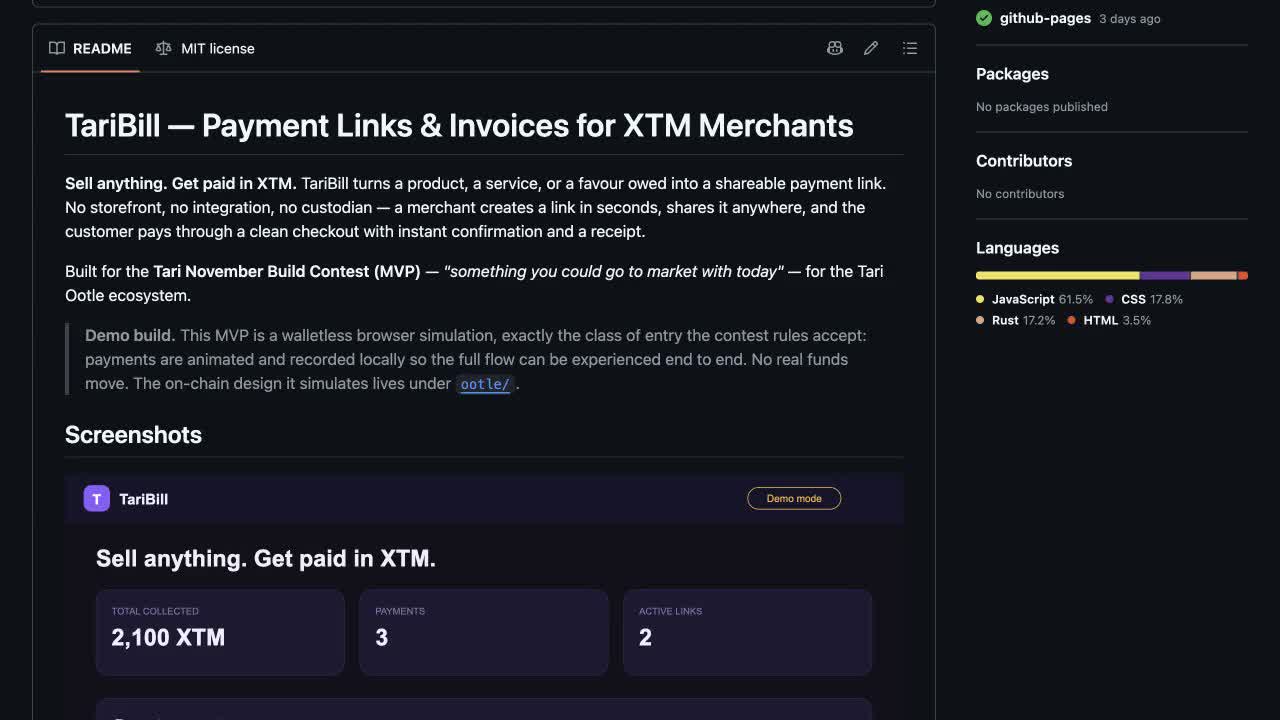 README
MIT license
TariBill — Payment Links & Invoices for XTM Merchants
Sell anything. Get paid in XTM. TariBill turns a product, a service, or a favour owed into a shareable payment link.
No storefront, no integration, no custodian — a merchant creates a link in seconds, shares it anywhere, and the
customer pays through a clean checkout with instant confirmation and a receipt.
Built for the Tari November Build Contest (MVP) — "something you could go to market with today" — for the Tari
Ootle ecosystem.
Demo build. This MVP is a walletless browser simulation, exactly the class of entry the contest rules accept:
payments are animated and recorded locally so the full flow can be experienced end to end. No real funds
move. The on-chain design it simulates lives under ootle/ .
Screenshots
T TariBill
Demo mode
Sell anything. Get paid in XTM.
TOTAL COLLECTED
2,100 XTM
PAYMENTS
3
ACTIVE LINKS
2
github-pages 3 days ago
Packages
No packages published
Contributors
No contributors
Languages
JavaScript 61.5% CSS 17.8%
Rust 17.2% HTML 3.5%